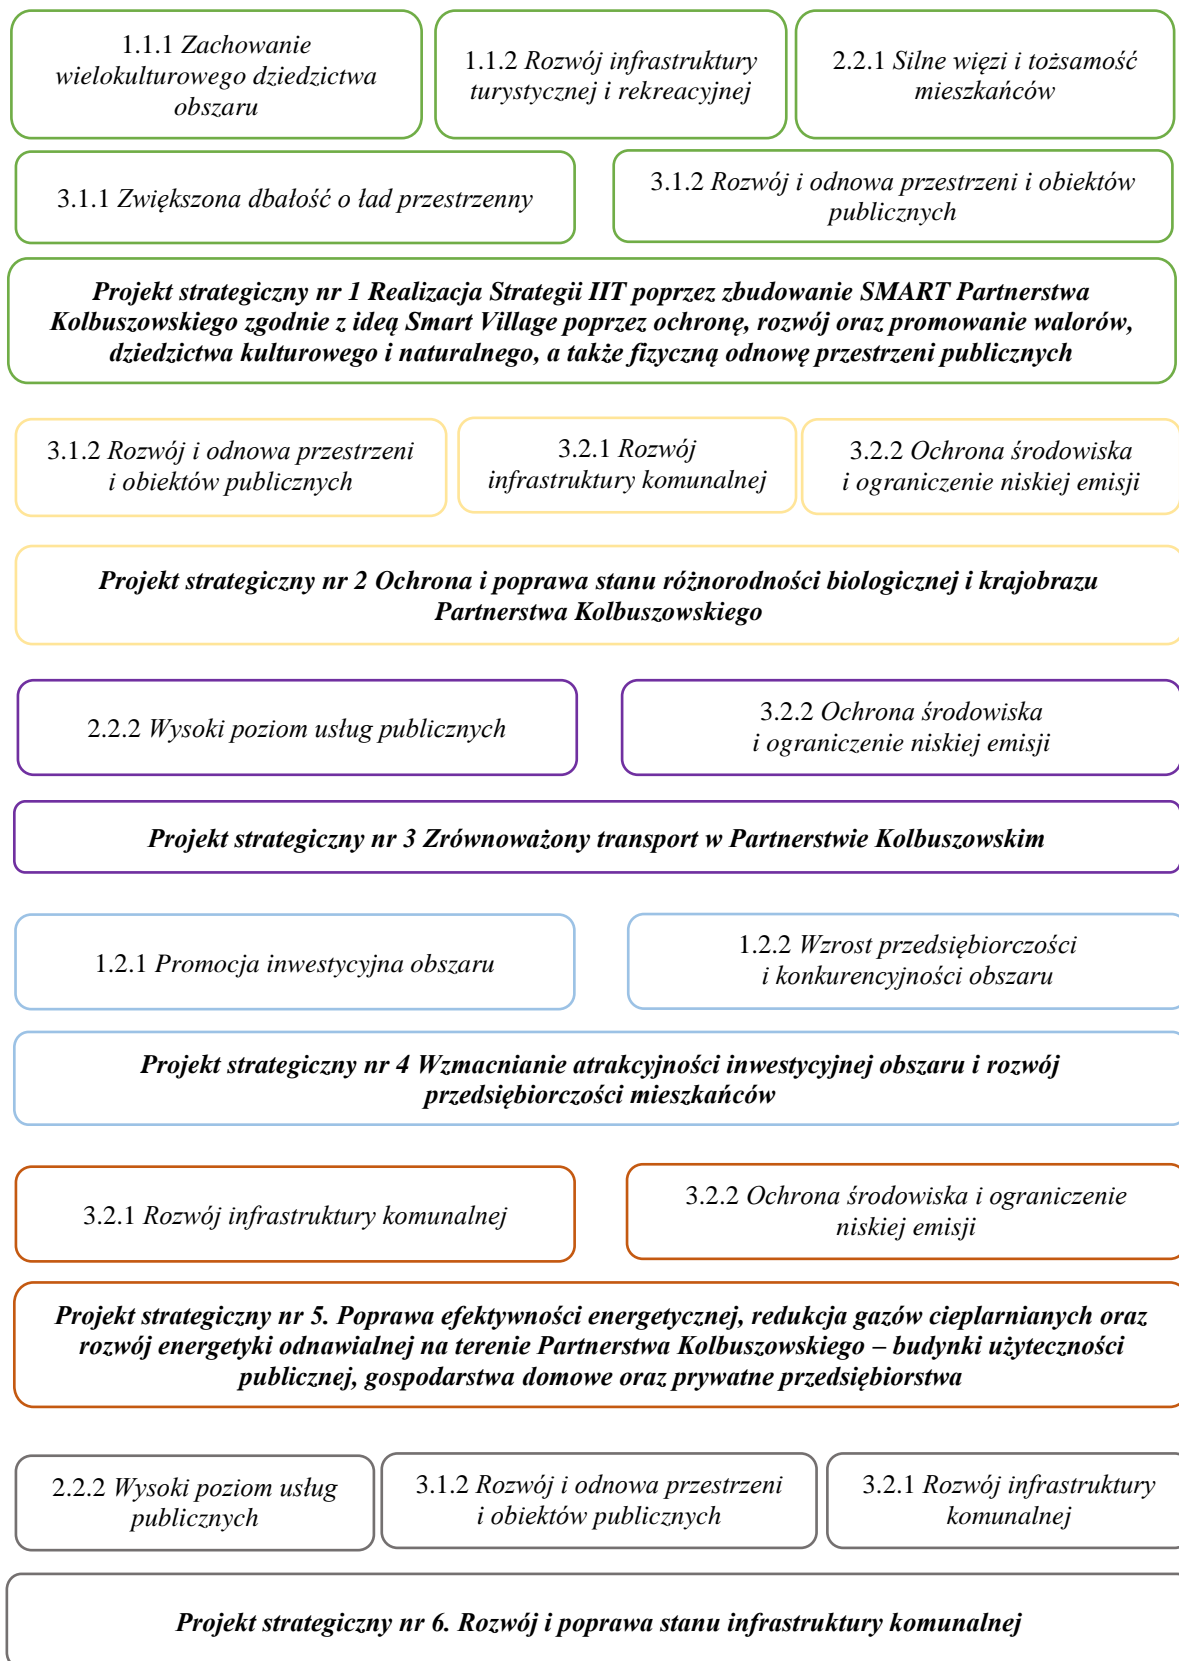 1.1.1 Zachowanie
wielokulturowego dziedzictwa
obszaru
1.1.2 Rozwój infrastruktury
turystycznej i rekreacyjnej
2.2.1 Silne więzi i tożsamość
mieszkańców
3.1.1 Zwiększona dbałość o ład przestrzenny
3.1.2 Rozwój i odnowa przestrzeni i obiektów
publicznych
Projekt strategiczny nr 1 Realizacja Strategii IIT poprzez zbudowanie SMART Partnerstwa
Kolbuszowskiego zgodnie z ideą Smart Village poprzez ochronę, rozwój oraz promowanie walorów,
dziedzictwa kulturowego i naturalnego, a także fizyczną odnowę przestrzeni publicznych
3.1.2 Rozwój i odnowa przestrzeni
i obiektów publicznych
3.2.1 Rozwój
infrastruktury komunalnej
3.2.2 Ochrona środowiska
i ograniczenie niskiej emisji
Projekt strategiczny nr 2 Ochrona i poprawa stanu różnorodności biologicznej i krajobrazu
Partnerstwa Kolbuszowskiego
2.2.2 Wysoki poziom usług publicznych
3.2.2 Ochrona środowiska
i ograniczenie niskiej emisji
Projekt strategiczny nr 3 Zrównoważony transport w Partnerstwie Kolbuszowskim
1.2.1 Promocja inwestycyjna obszaru
1.2.2 Wzrost przedsiębiorczości
i konkurencyjności obszaru
Projekt strategiczny nr 4 Wzmacnianie atrakcyjności inwestycyjnej obszaru i rozwój
przedsiębiorczości mieszkańców
3.2.1 Rozwój infrastruktury komunalnej
3.2.2 Ochrona środowiska i ograniczenie
niskiej emisji
Projekt strategiczny nr 5. Poprawa efektywności energetycznej, redukcja gazów cieplarnianych oraz
rozwój energetyki odnawialnej na terenie Partnerstwa Kolbuszowskiego – budynki użyteczności
publicznej, gospodarstwa domowe oraz prywatne przedsiębiorstwa
2.2.2 Wysoki poziom usług
publicznych
3.1.2 Rozwój i odnowa przestrzeni
i obiektów publicznych
3.2.1 Rozwój infrastruktury
komunalnej
Projekt strategiczny nr 6. Rozwój i poprawa stanu infrastruktury komunalnej